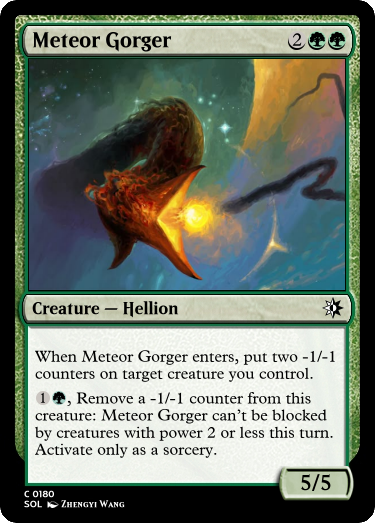 Meteor Gorger 2
Creature — Hellion
When Meteor Gorger enters, put two -1/-1
counters on target creature you control.
1, Remove a -1/-1 counter from this
creature: Meteor Gorger can't be blocked
by creatures with power 2 or less this turn.
Activate only as a sorcery.
5/5
C 0180
SOL Zhengyi Wang